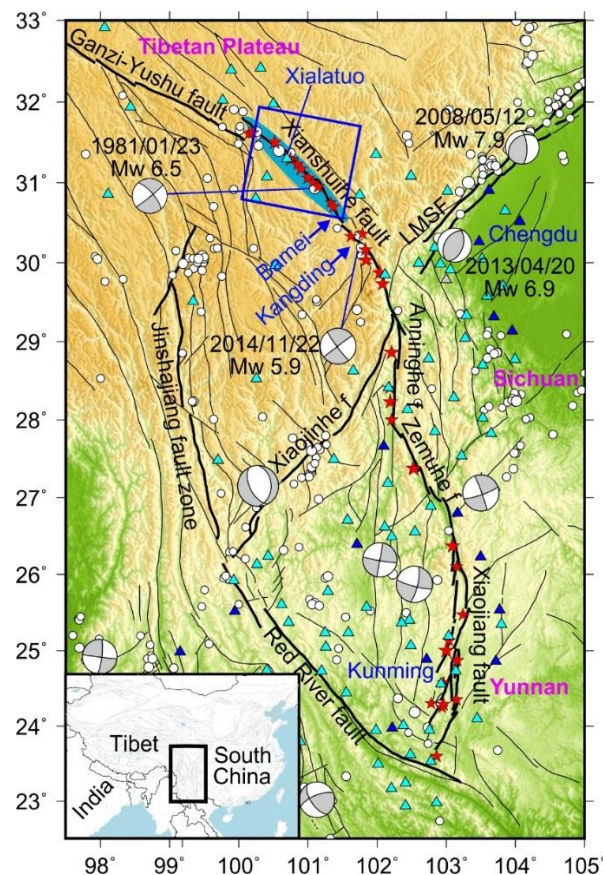 33°
32°
31°
30°
29°
28°
27°
26°
25°
24°
23°
98°
99°
100°
101°
102°
103°
104°
105°
Ganzi-Yushu fault
Tibetan Plateau
Xialatuo
Xianshuihe fault
1981/01/23
Mw 6.5
2008/05/12
Mw 7.9
LMSF
Chengdu
2013/04/20
Mw 6.9
Bamei
Kangding
2014/11/22
Mw 5.9
Anninghe f
Sichuan
Jinshajiang fault zone
Xiaojinhe f
Zemuhe f
Xiaojiang fault
Red River fault
Kunming
Yunnan
Tibet
South
China
India